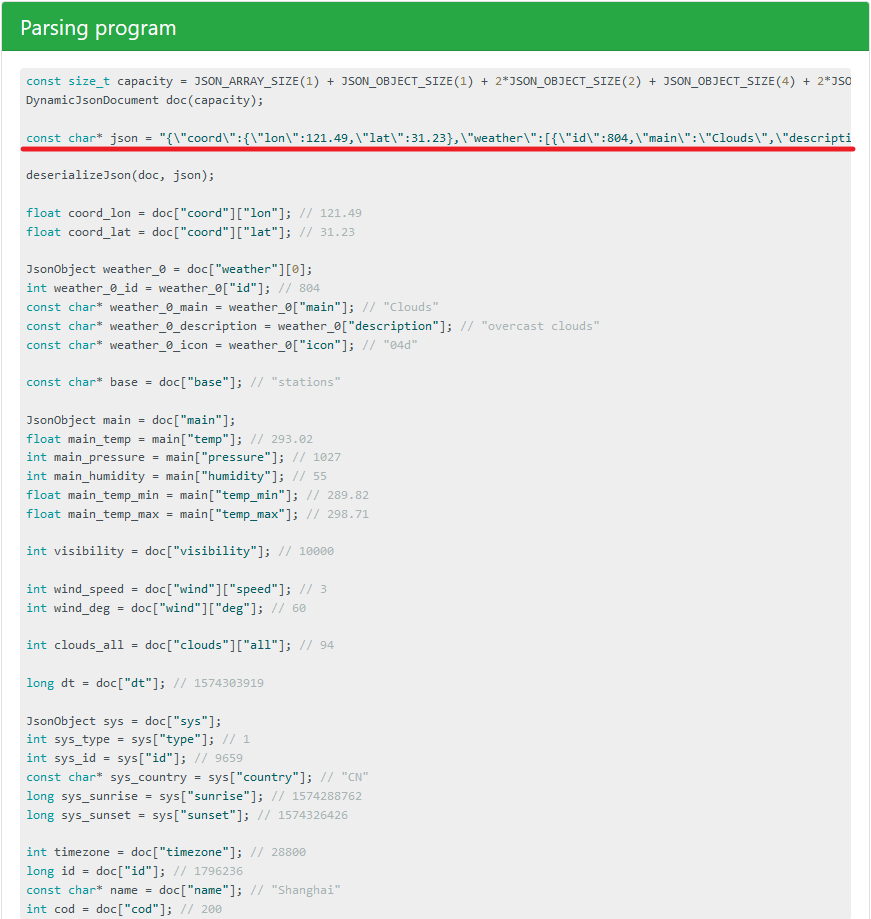 Parsing program
const size_t capacity = JSON_ARRAY_SIZE(1) + JSON_OBJECT_SIZE(1) + 2*JSON_OBJECT_SIZE(2) + JSON_OBJECT_SIZE(4) + 2*JSO
DynamicJsonDocument doc(capacity);
const char* json = "{\"coord\":{\"lon\":121.49,\"lat\":31.23},\"weather\":[{\"id\":804,\"main\":\"Clouds\",\"descripti
deserializeJson(doc, json);
float coord_lon = doc["coord"]["lon"]; // 121.49
float coord_lat = doc["coord"]["lat"]; // 31.23
JsonObject weather_0 = doc["weather"][0];
int weather_0_id = weather_0["id"]; // 804
const char* weather_0_main = weather_0["main"]; // "Clouds"
const char* weather_0_description = weather_0["description"]; // "overcast clouds"
const char* weather_0_icon = weather_0["icon"]; // "04d"
const char* base = doc["base"]; // "stations"
JsonObject main = doc["main"];
float main_temp = main["temp"]; // 293.02
int main_pressure = main["pressure"]; // 1027
int main_humidity = main["humidity"]; // 55
float main_temp_min = main["temp_min"]; // 289.82
float main_temp_max = main["temp_max"]; // 298.71
int visibility = doc["visibility"]; // 10000
int wind_speed = doc["wind"]["speed"]; // 3
int wind_deg = doc["wind"]["deg"]; // 60
int clouds_all = doc["clouds"]["all"]; // 94
long dt = doc["dt"]; // 1574303919
JsonObject sys = doc["sys"];
int sys_type = sys["type"]; // 1
int sys_id = sys["id"]; // 9659
const char* sys_country = sys["country"]; // "CN"
long sys_sunrise = sys["sunrise"]; // 1574288762
long sys_sunset = sys["sunset"]; // 1574326426
int timezone = doc["timezone"]; // 28800
long id = doc["id"]; // 1796236
const char* name = doc["name"]; // "Shanghai"
int cod = doc["cod"]; // 200